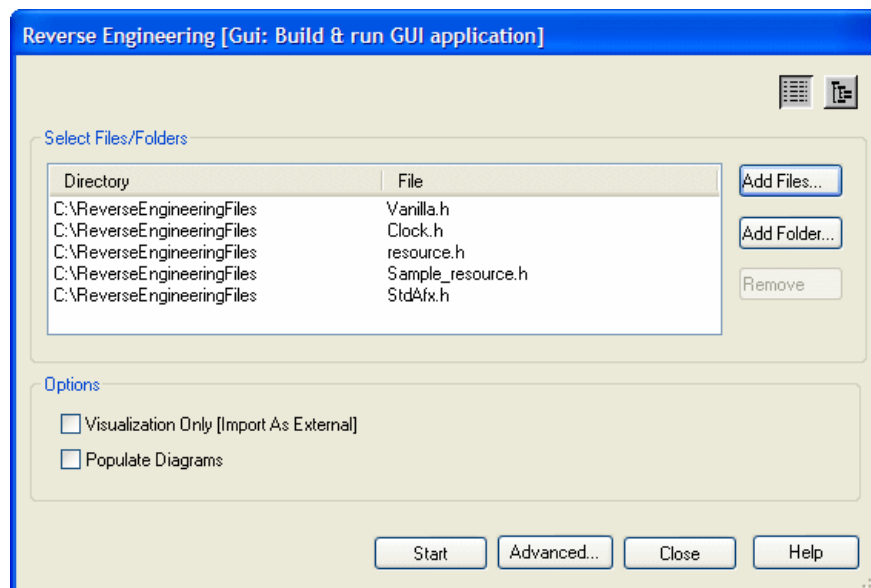 Reverse Engineering [Gui: Build & run GUI application]
Select Files/Folders
Directory File
C:\ReverseEngineeringFiles Vanilla.h
C:\ReverseEngineeringFiles Clock.h
C:\ReverseEngineeringFiles resource.h
C:\ReverseEngineeringFiles Sample_resource.h
C:\ReverseEngineeringFiles StdAfx.h
Add Files...
Add Folder...
Remove
Options
Visualization Only [Import As External]
Populate Diagrams
Start Advanced... Close Help